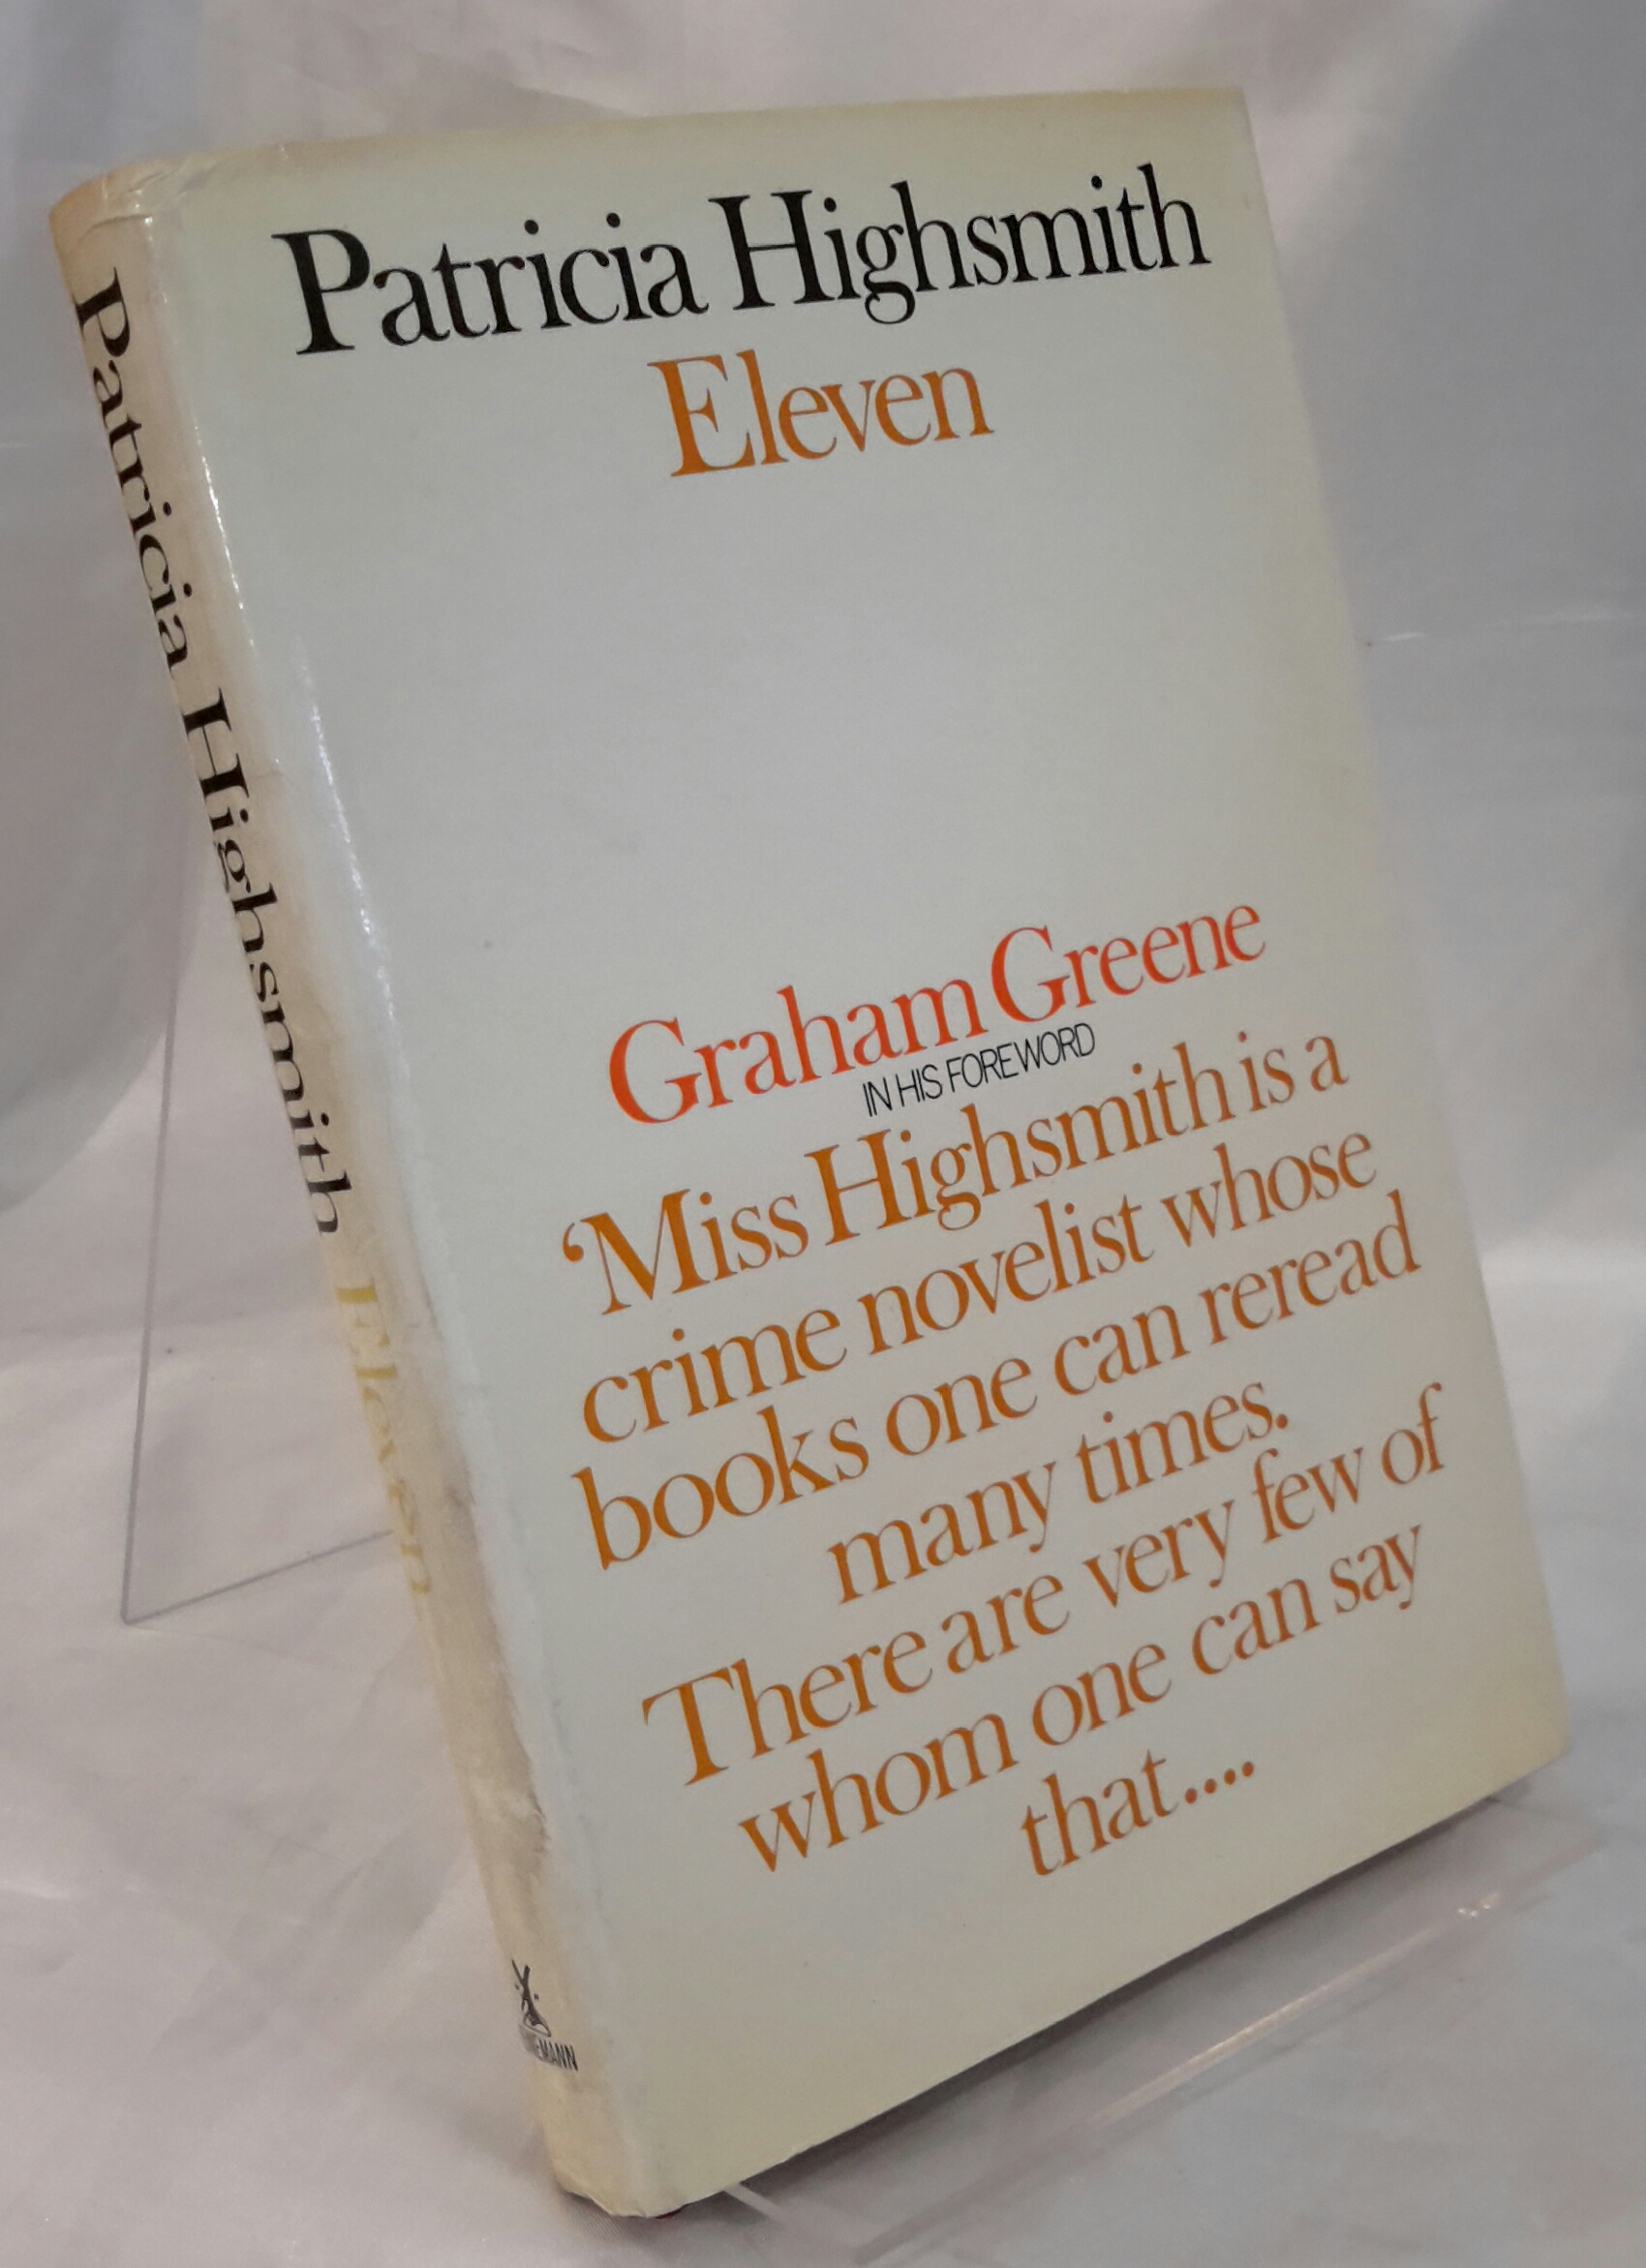 Patricia Highsmith
Eleven
Graham Greene
IN HIS FOREWORD
‘Miss Highsmith is a
crime novelist whose
books one can reread
many times.
There are very few of
whom one can say
that....
Patricia Highsmith Eleven